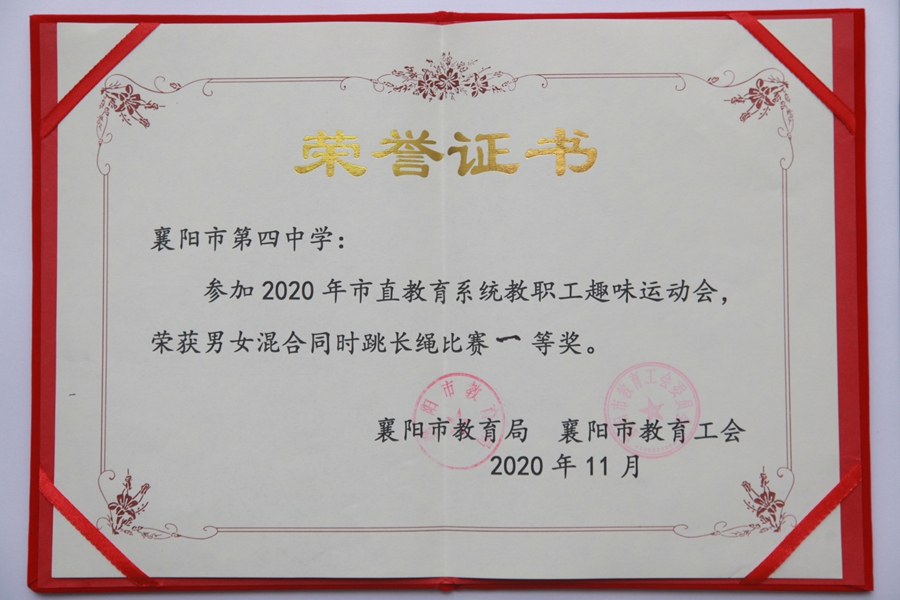 荣誉证书
襄阳市第四中学：
参加2020年市直教育系统教职工趣味运动会，
荣获男女混合同时跳长绳比赛一等奖。
襄阳市教育局 襄阳市教育工会
2020年11月